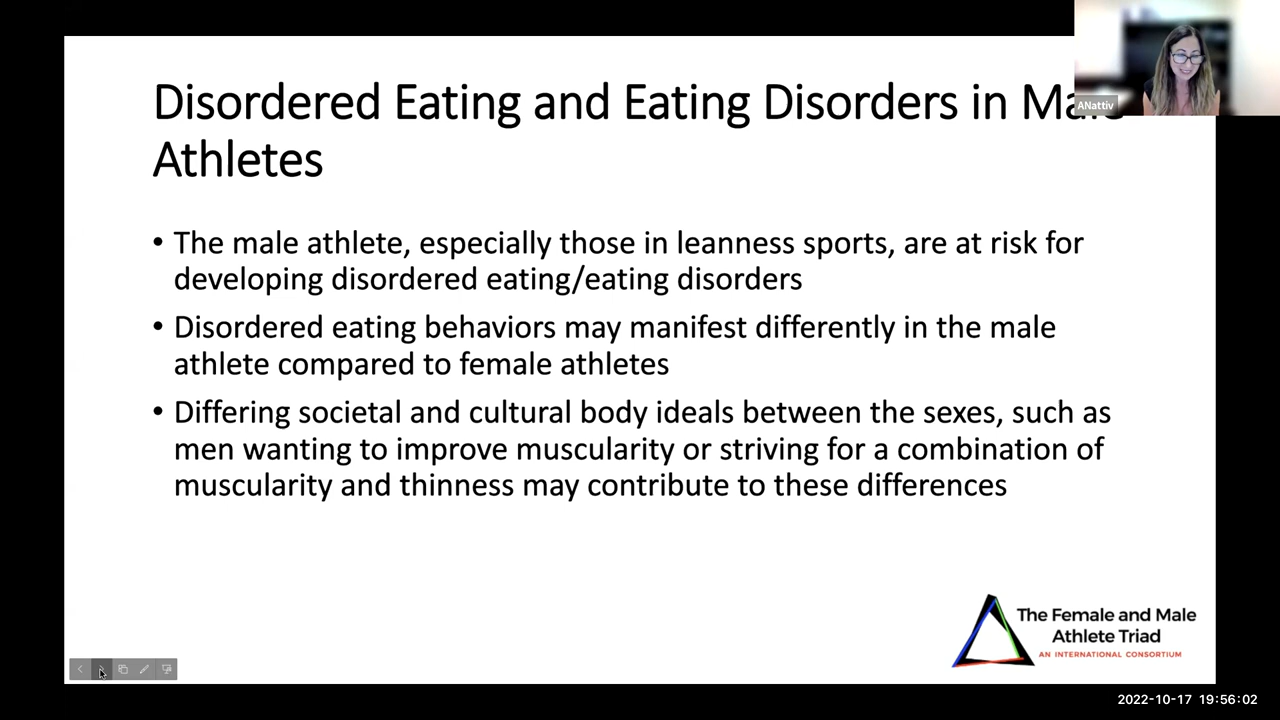 Disordered Eating and Eating Disorders in Male
Athletes
ANattiv
• The male athlete, especially those in leanness sports, are at risk for
developing disordered eating/eating disorders
• Disordered eating behaviors may manifest differently in the male
athlete compared to female athletes
• Differing societal and cultural body ideals between the sexes, such as
men wanting to improve muscularity or striving for a combination of
muscularity and thinness may contribute to these differences
The Female and Male
Athlete Triad
AN INTERNATIONAL CONSORTIUM
2022-10-17 19:56:02